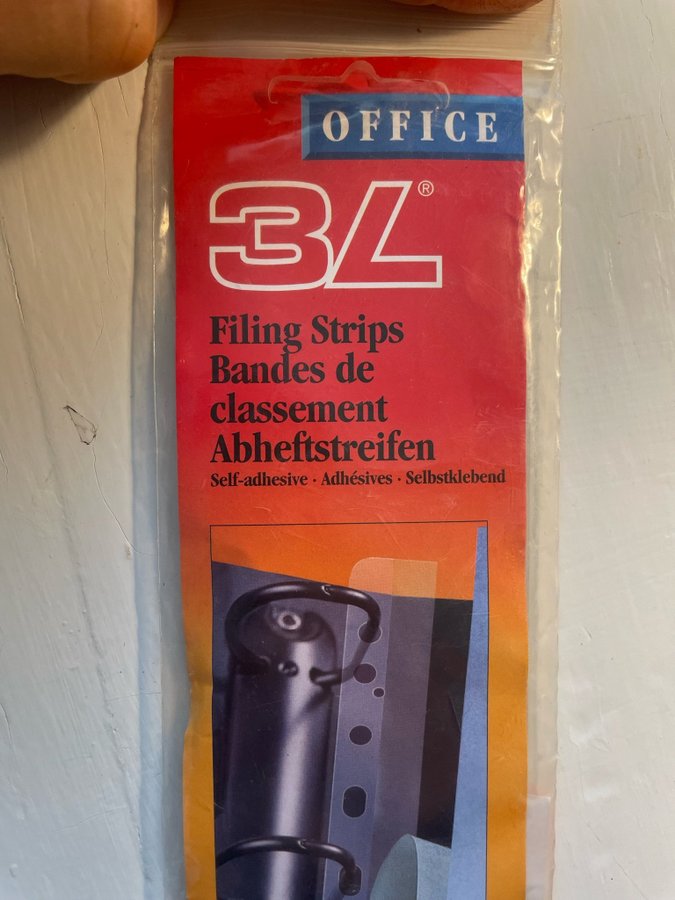 OFFICE
3L®
Filing Strips
Bandes de
classement
Abheftstreifen
Self-adhesive · Adhésives · Selbstklebend